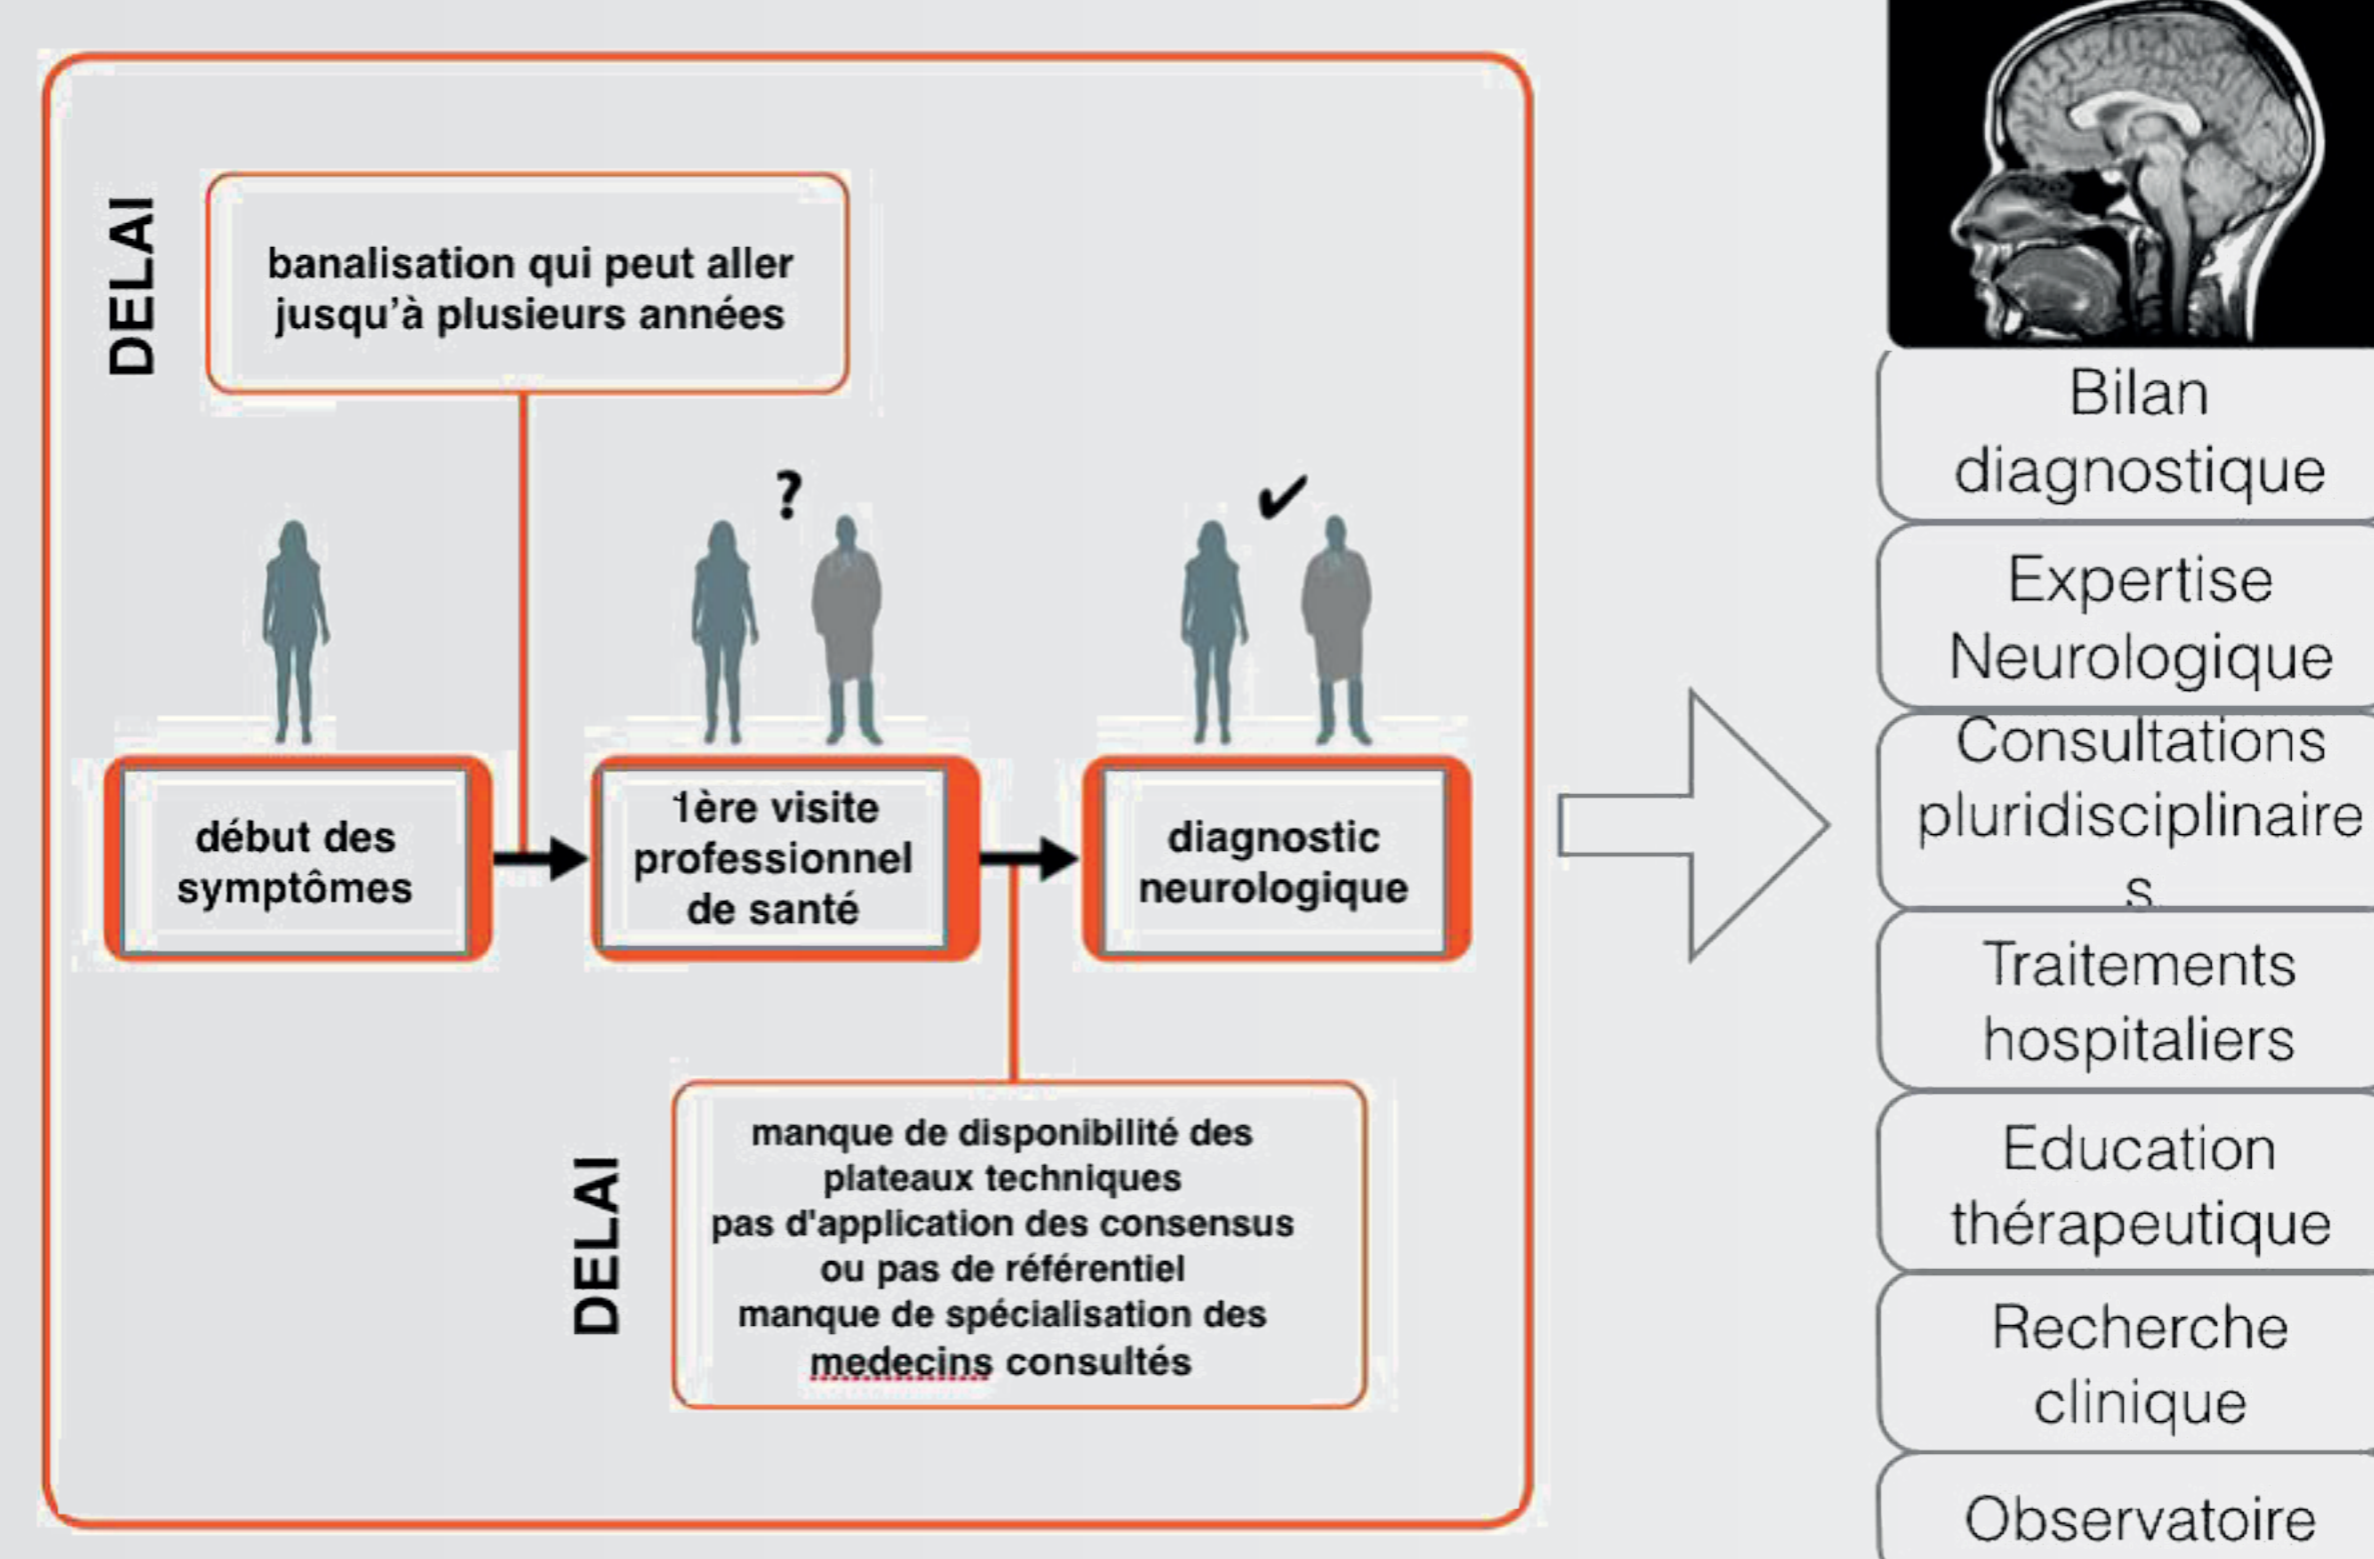 DELAI
banalisation qui peut aller
jusqu'à plusieurs années
?
début des
symptômes
1ère visite
professionnel
de santé
diagnostic
neurologique
DELAI
manque de disponibilité des
plateaux techniques
pas d'application des consensus
ou pas de référentiel
manque de spécialisation des
medecins consultés
Bilan
diagnostique
Expertise
Neurologique
Consultations
pluridisciplinaire
s
Traitements
hospitaliers
Education
thérapeutique
Recherche
clinique
Observatoire